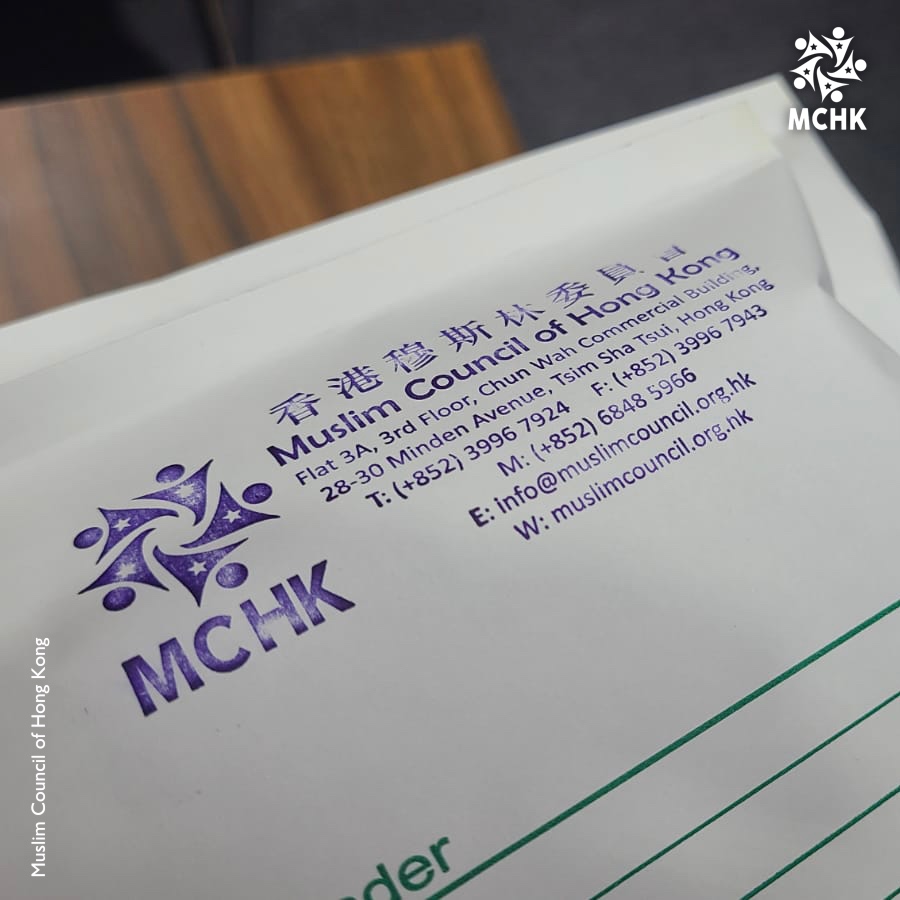 MCHK
香港穆斯林委員會
Muslim Council of Hong Kong
Flat 3A, 3rd Floor, Chun Wah Commercial Building,
28-30 Minden Avenue, Tsim Sha Tsui, Hong Kong
T: (+852) 3996 7924 F: (+852) 3996 7943
M: (+852) 6848 5966
E: info@muslimcouncil.org.hk
W: muslimcouncil.org.hk
MCHK
Muslim Council of Hong Kong